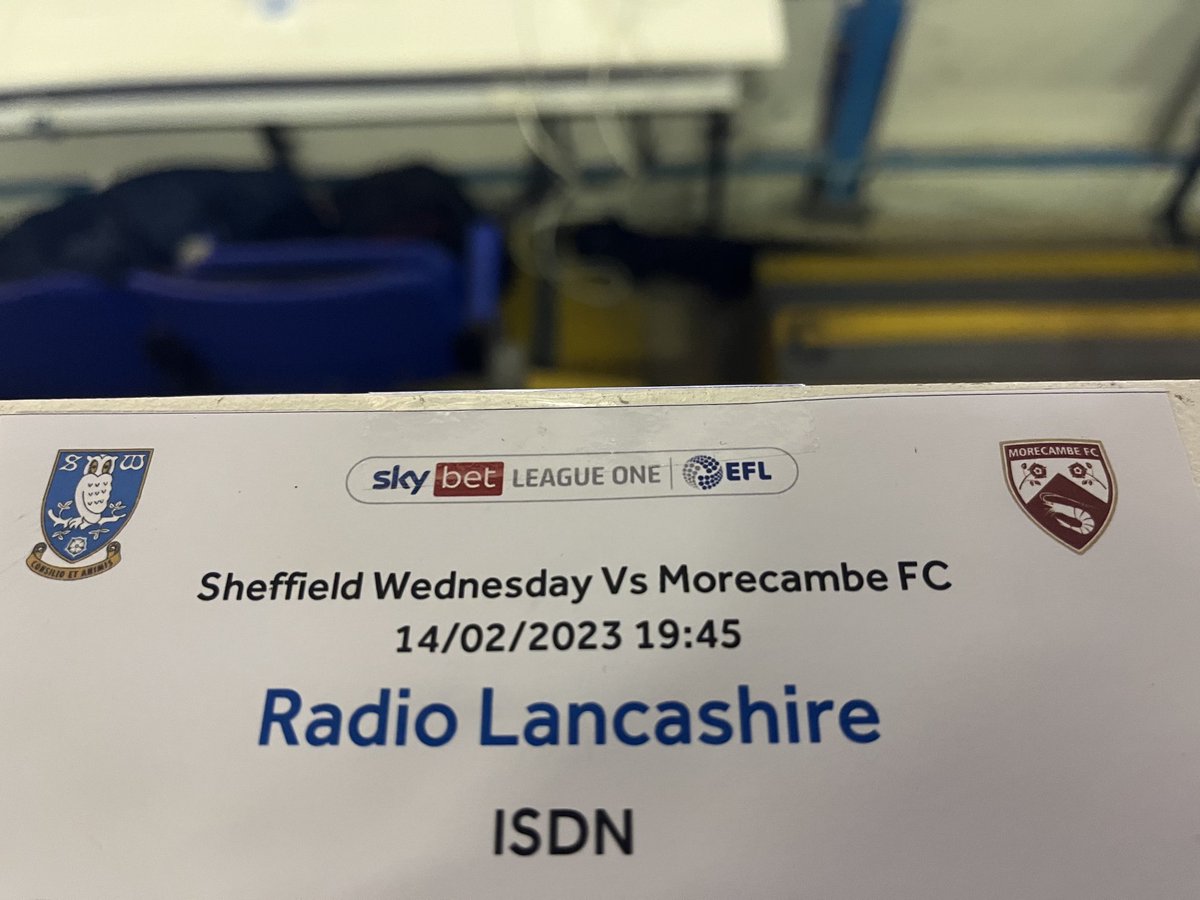 SW
CONSILIO ET ANIMIS
sky bet LEAGUE ONE EFL
MORECAMBE FC
Sheffield Wednesday Vs Morecambe FC
14/02/2023 19:45
Radio Lancashire
ISDN